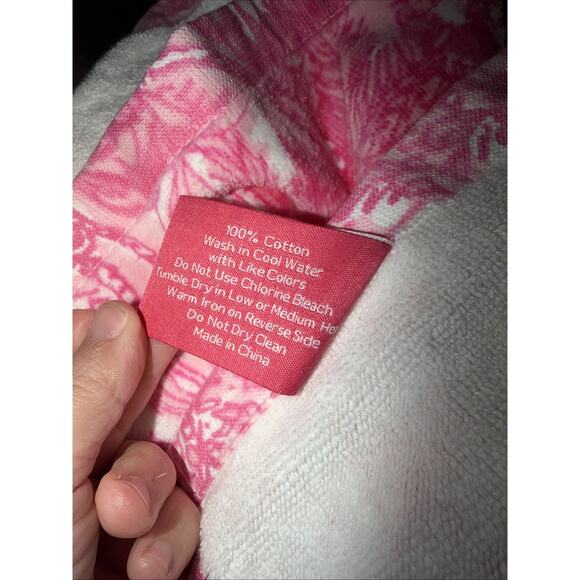 100% Cotton
Wash in Cool Water
with Like Colors
Do Not Use Chlorine Bleach
Tumble Dry in Low or Medium He
Warm Iron on Reverse Side
Do Not Dry Clean
Made in China